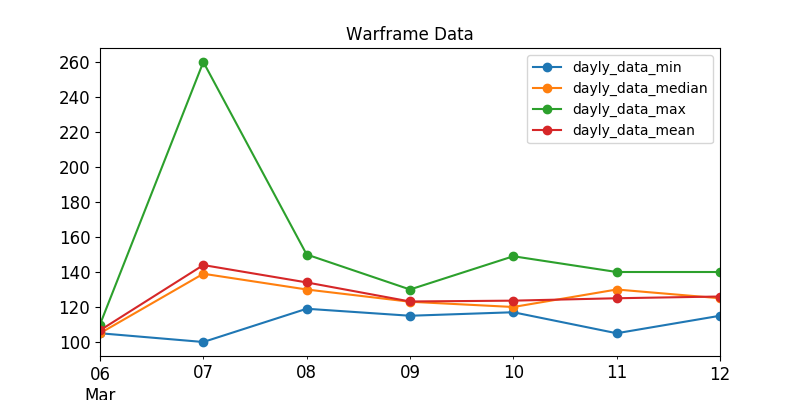 Warframe Data
dayly_data_min
dayly_data_median
dayly_data_max
dayly_data_mean
260
240
220
200
180
160
140
120
100
06 07 08 09 10 11 12
Mar